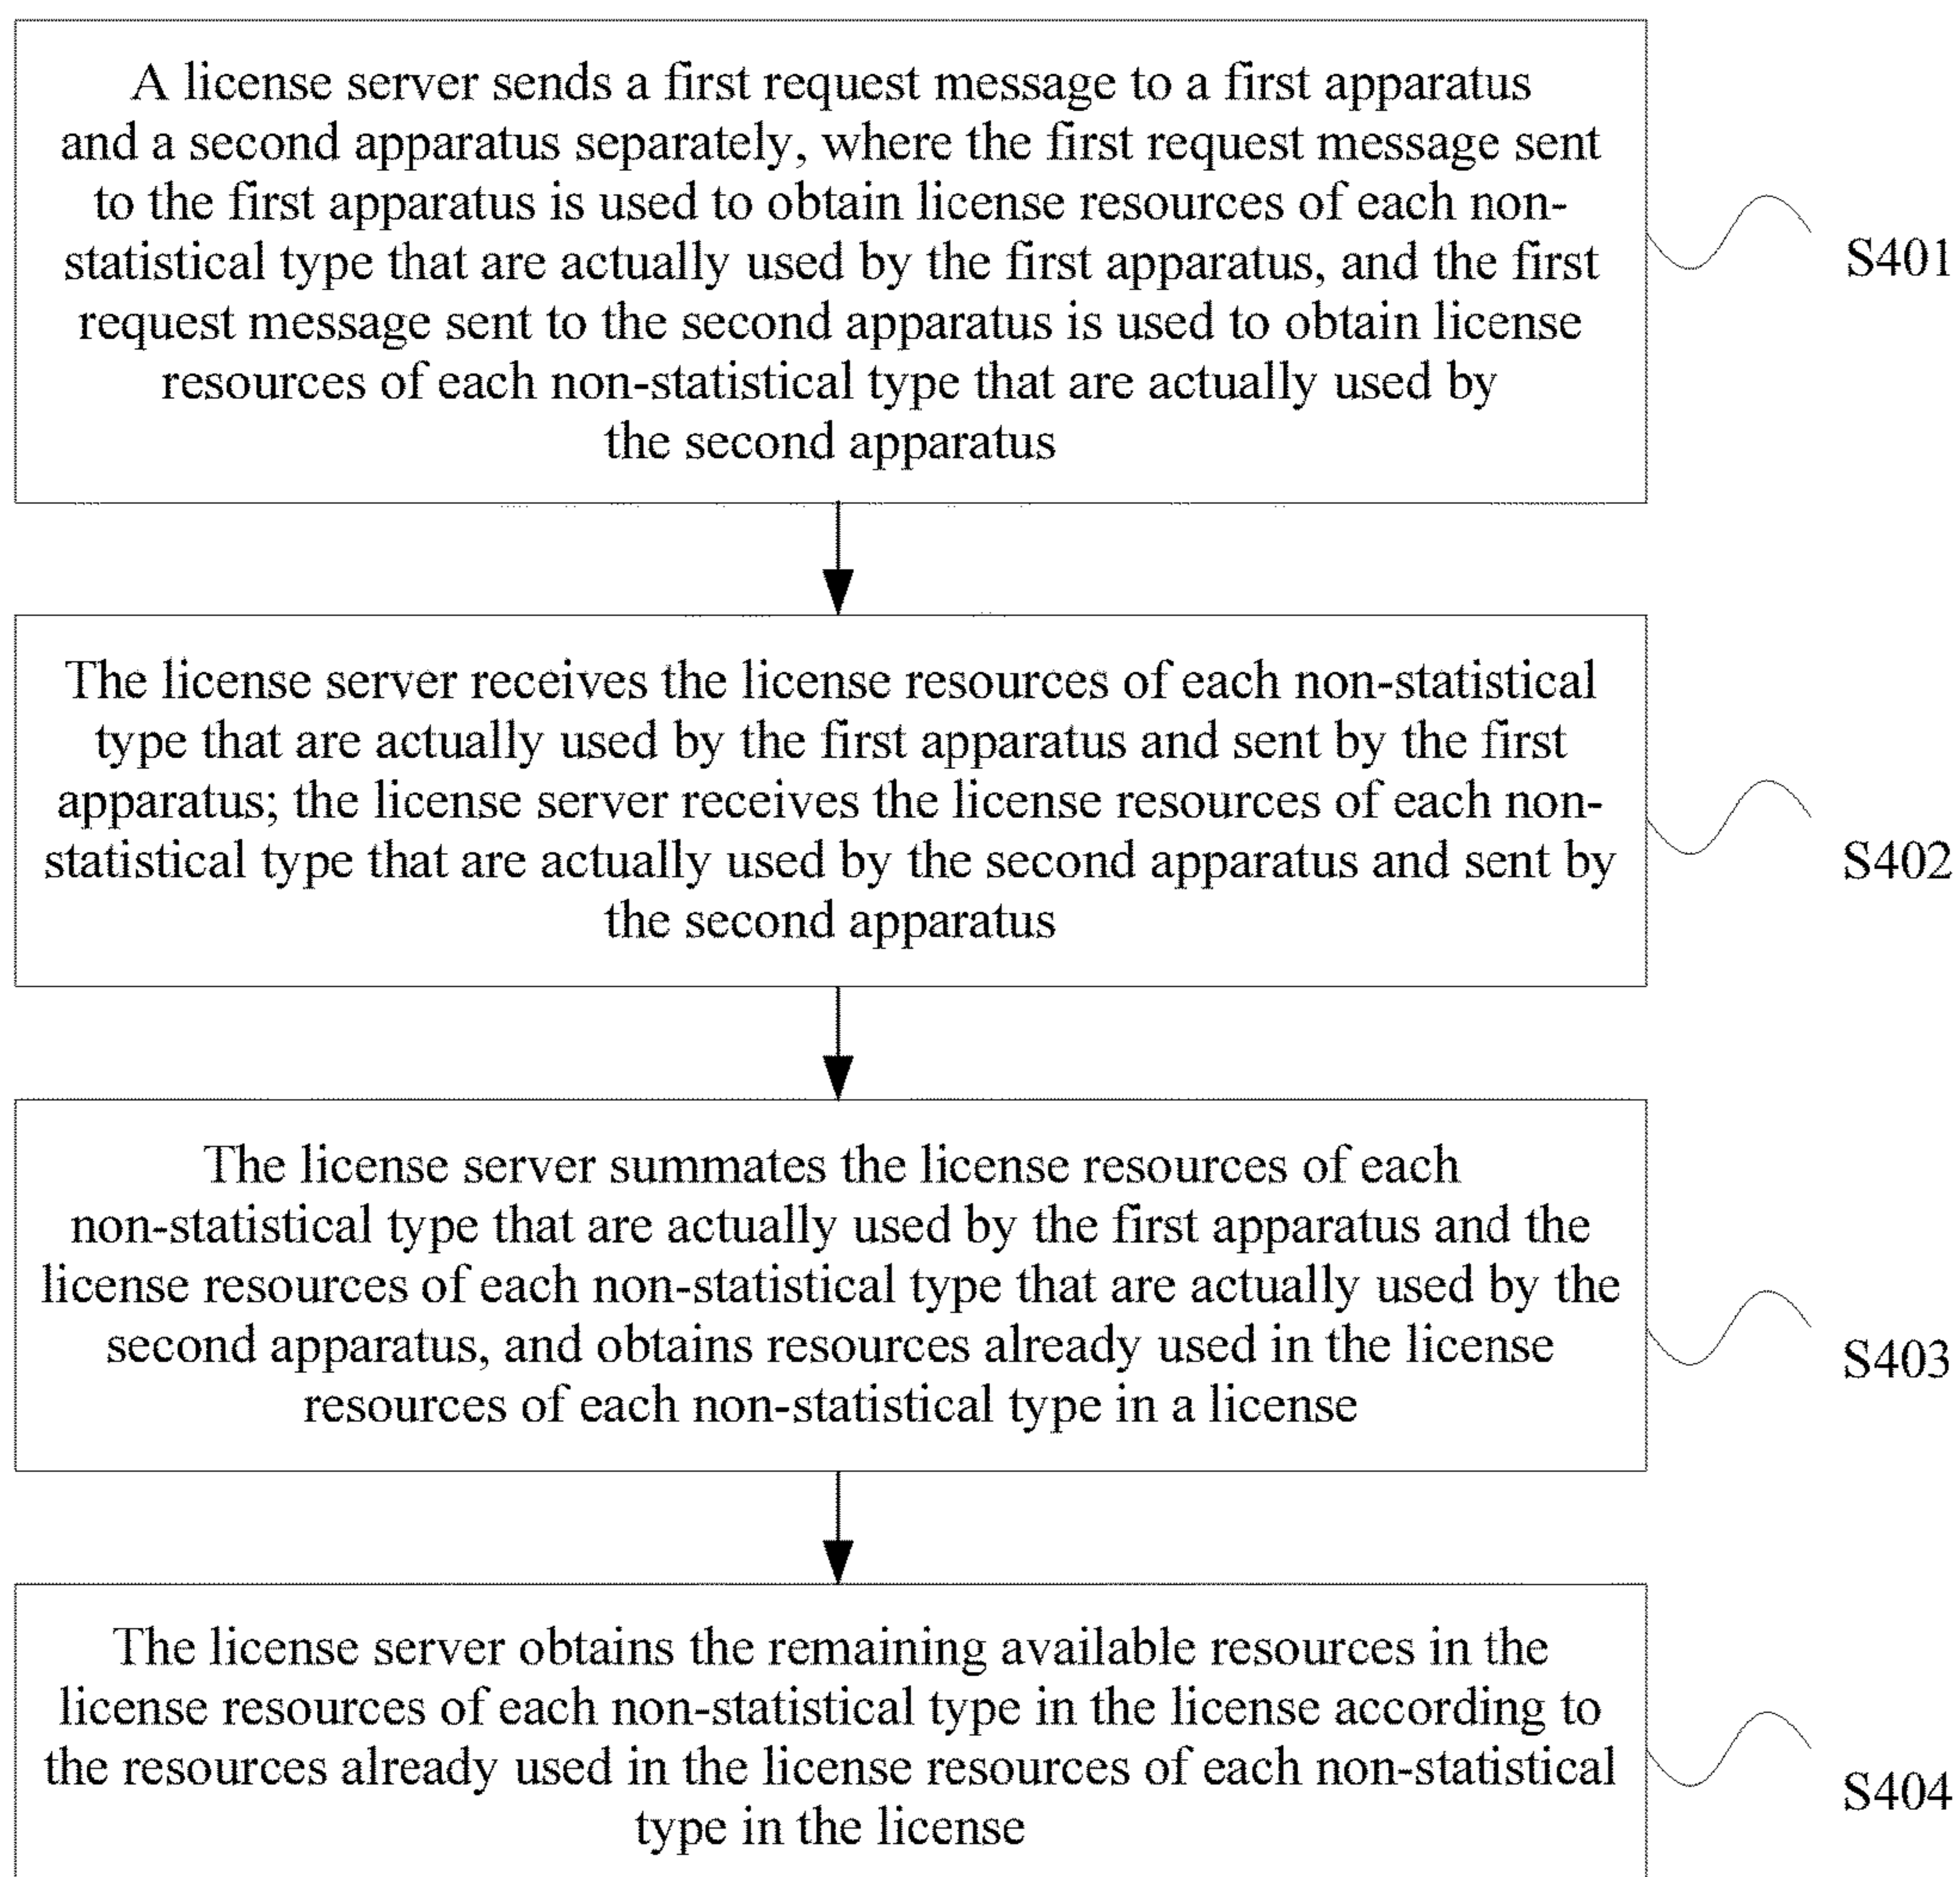 A license server sends a first request message to a first apparatus
and a second apparatus separately, where the first request message sent
to the first apparatus is used to obtain license resources of each non-
statistical type that are actually used by the first apparatus, and the first
request message sent to the second apparatus is used to obtain license
resources of each non-statistical type that are actually used by
the second apparatus
S401
The license server receives the license resources of each non-statistical
type that are actually used by the first apparatus and sent by the first
apparatus; the license server receives the license resources of each non-
statistical type that are actually used by the second apparatus and sent by
the second apparatus
S402
The license server summates the license resources of each
non-statistical type that are actually used by the first apparatus and the
license resources of each non-statistical type that are actually used by the
second apparatus, and obtains resources already used in the license
resources of each non-statistical type in a license
S403
The license server obtains the remaining available resources in the
license resources of each non-statistical type in the license according to
the resources already used in the license resources of each non-statistical
type in the license
S404